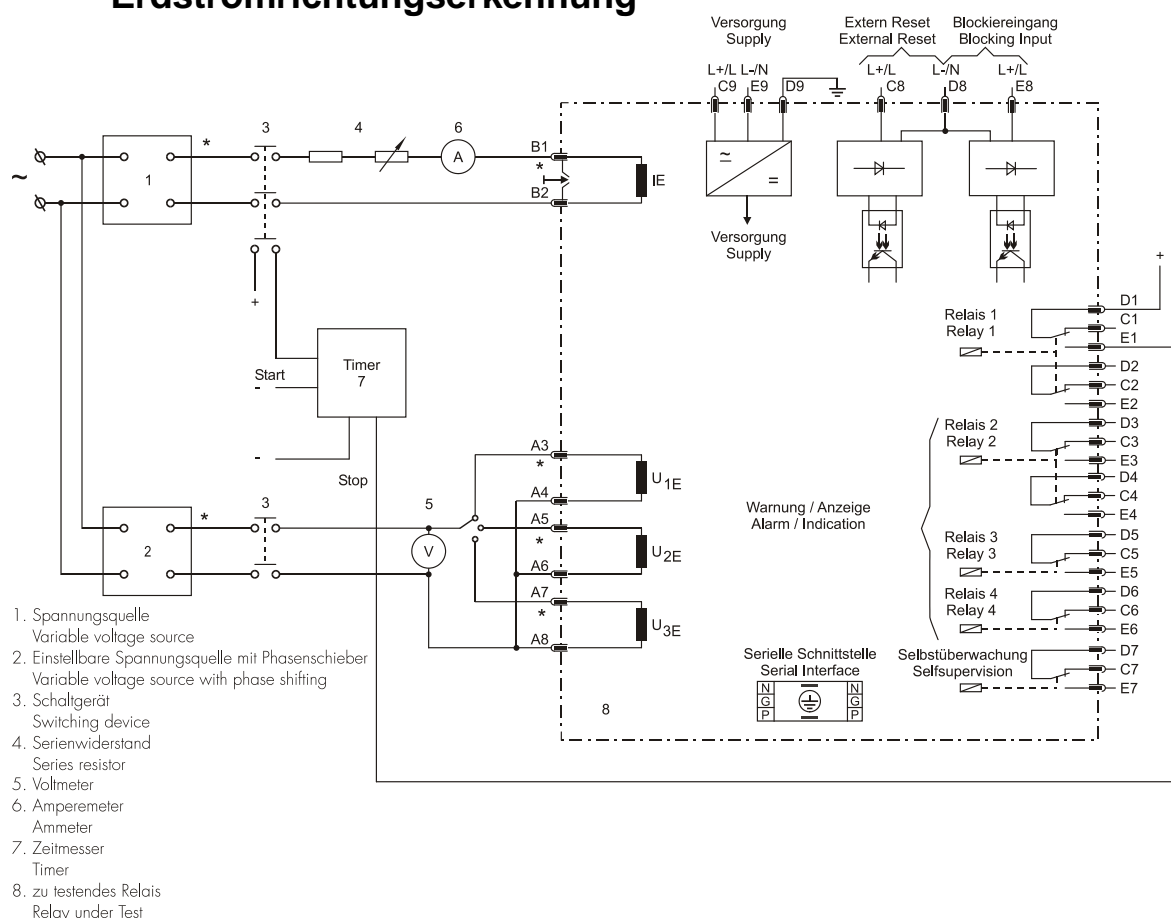 Erdstromrichtungserkennung
Versorgung
Supply
Extern Reset
External Reset
Blockiereingang
Blocking Input
L+/L L-/N
C9 E9 D9
L+/L
C8
L-/N
D8
L+/L
E8
3
4
6
*
A
B1
*
B2
IE
~
1
~
=
Versorgung
Supply
+
+
Relais 1
Relay 1
D1
C1
E1
D2
C2
E2
Start
-
Timer
7
-
Stop
Relais 2
Relay 2
D3
C3
E3
D4
C4
E4
Warnung / Anzeige
Alarm / Indication
Relais 3
Relay 3
D5
C5
E5
Relais 4
Relay 4
D6
C6
E6
Selbstüberwachung
Selfsupervision
D7
C7
E7
A3
*
A4
U1E
A5
*
A6
U2E
A7
*
A8
U3E
*
3
5
V
2
Serielle Schnittstelle
Serial Interface
N N
G G
P P
8
1. Spannungsquelle
Variable voltage source
2. Einstellbare Spannungsquelle mit Phasenschieber
Variable voltage source with phase shifting
3. Schaltgerät
Switching device
4. Serienwiderstand
Series resistor
5. Voltmeter
6. Amperemeter
Ammeter
7. Zeitmesser
Timer
8. zu testendes Relais
Relay under Test